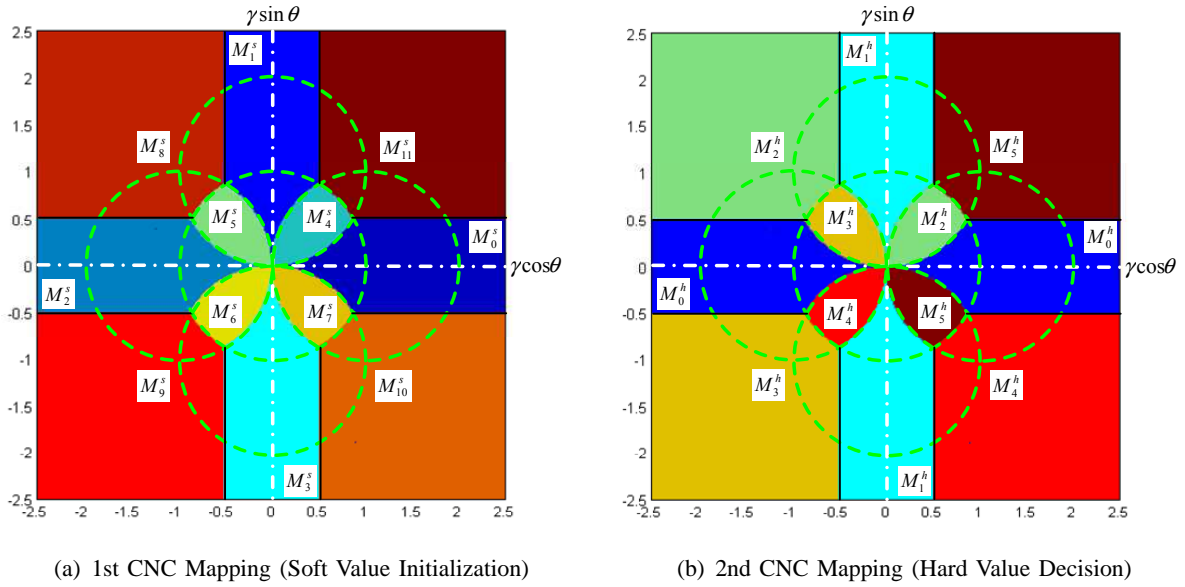 γ sin θ
2.5
2
1.5
1
0.5
0
-0.5
-1
-1.5
-2
-2.5
-2.5 -2 -1.5 -1 -0.5 0 0.5 1 1.5 2 2.5
γ cos θ
M_1^s
M_8^s
M_11^s
M_5^s
M_4^s
M_0^s
M_2^s
M_6^s
M_7^s
M_9^s
M_10^s
M_3^s
(a) 1st CNC Mapping (Soft Value Initialization)
γ sin θ
2.5
2
1.5
1
0.5
0
-0.5
-1
-1.5
-2
-2.5
-2.5 -2 -1.5 -1 -0.5 0 0.5 1 1.5 2 2.5
γ cos θ
M_1^h
M_2^h
M_5^h
M_3^h
M_2^h
M_0^h
M_0^h
M_4^h
M_5^h
M_3^h
M_4^h
M_1^h
(b) 2nd CNC Mapping (Hard Value Decision)